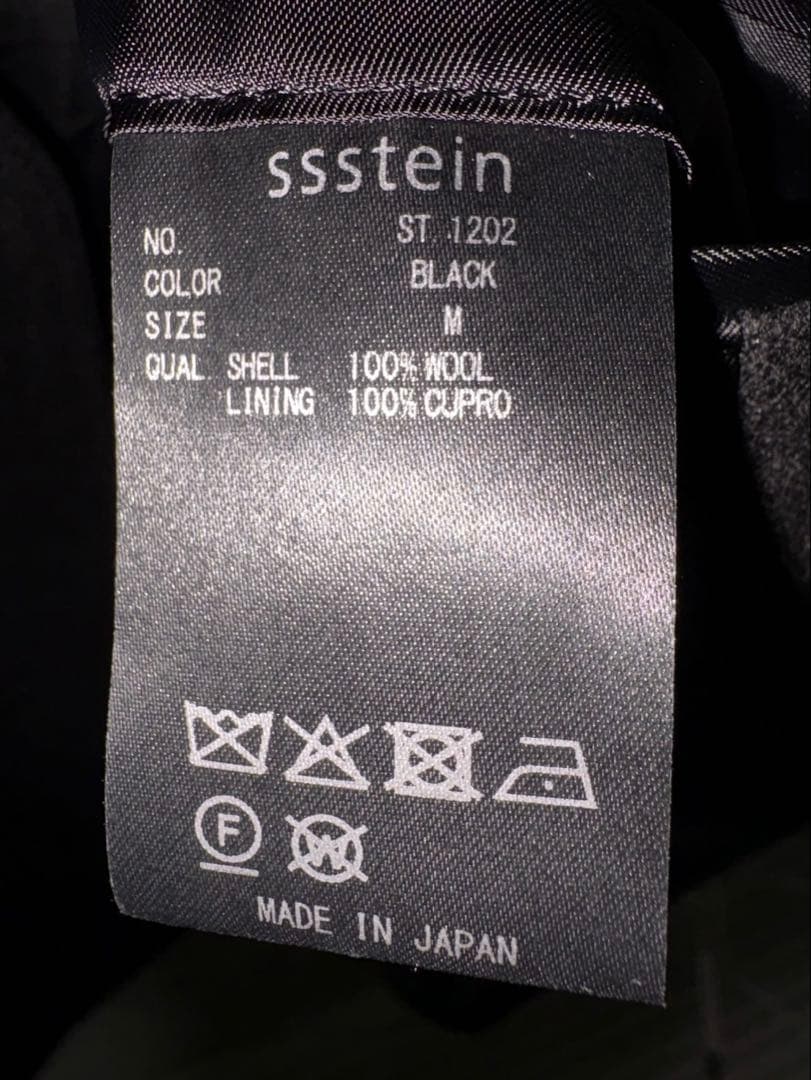 ssstein
NO. ST.1202
COLOR BLACK
SIZE M
QUAL SHELL 100% WOOL
LINING 100% CUPRO
F W
MADE IN JAPAN